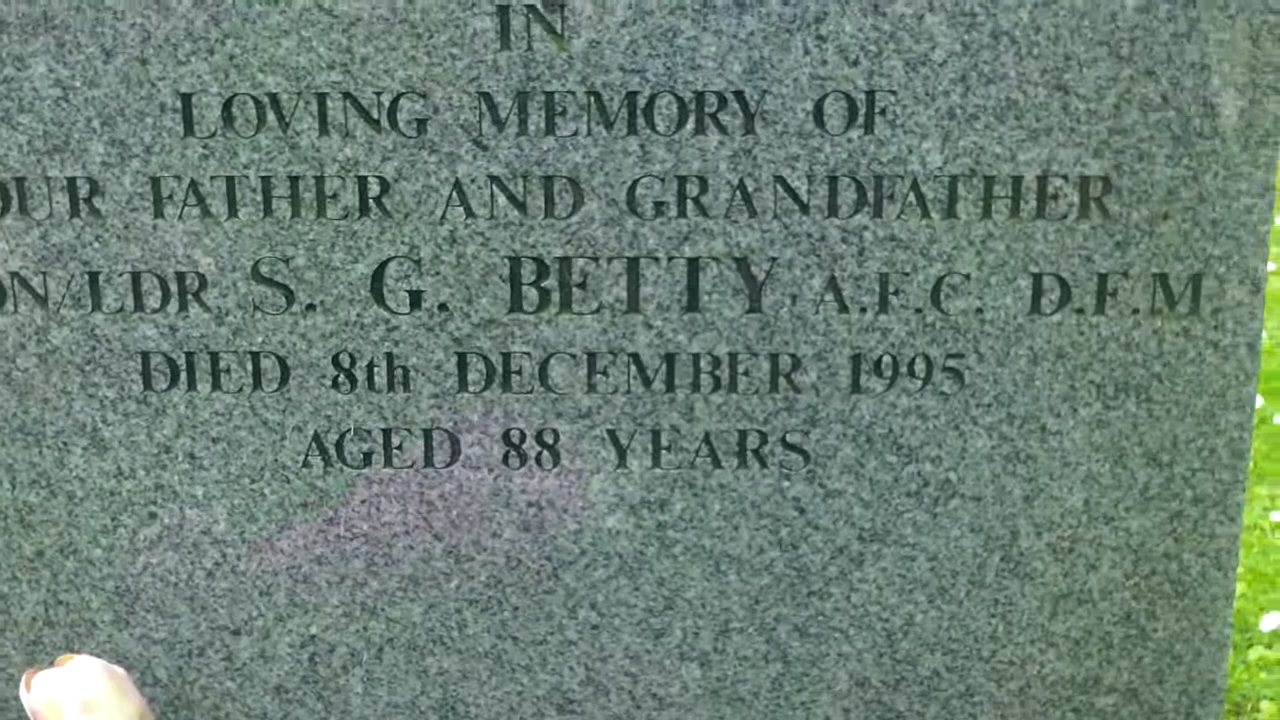 IN
LOVING MEMORY OF
OUR FATHER AND GRANDFATHER
ON/LDR S. G. BETTY A.F.C. D.F.M.
DIED 8th DECEMBER 1995
AGED 88 YEARS